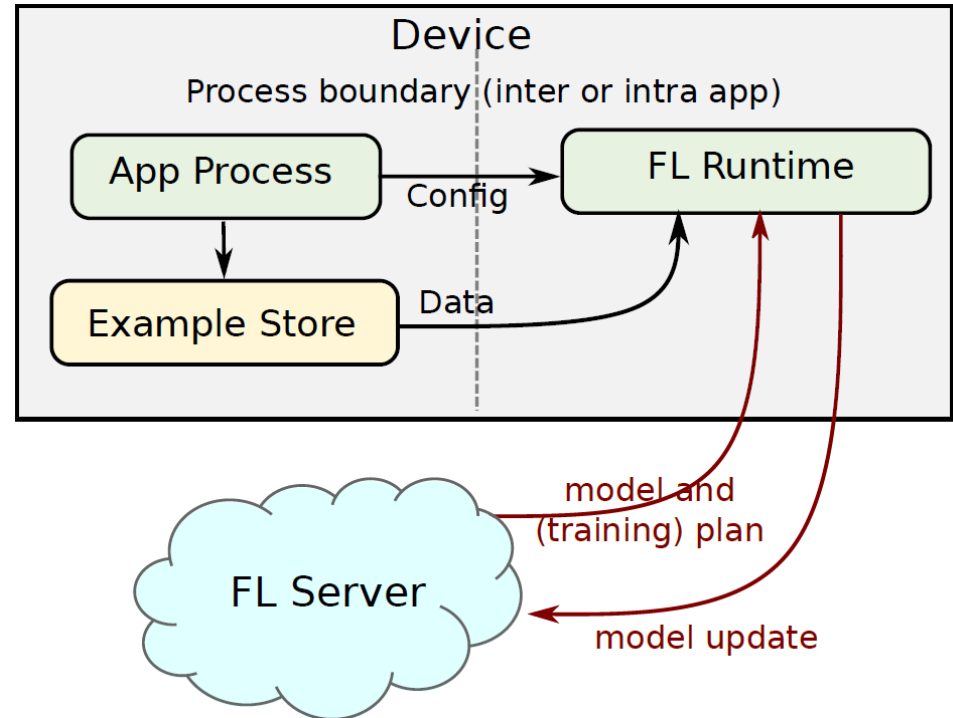 Device
Process boundary (inter or intra app)
App Process
Config
FL Runtime
Example Store
Data
model and
(training) plan
FL Server
model update